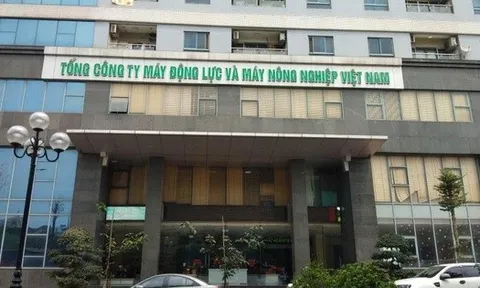 TỔNG CÔNG TY MÁY ĐỘNG LỰC VÀ MÁY NÔNG NGHIỆP VIỆT NAM